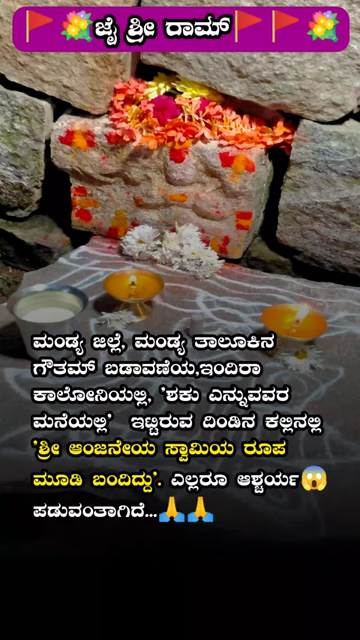 🚩💐ಜೈ ಶ್ರೀ ರಾಮ್🚩🚩💐
ಮಂಡ್ಯ ಜಿಲ್ಲೆ, ಮಂಡ್ಯ ತಾಲೂಕಿನ
ಗೌತಮ್ ಬಡಾವಣೆಯ,ಇಂದಿರಾ
ಕಾಲೋನಿಯಲ್ಲಿ, 'ಶಕು ಎನ್ನುವವರ
ಮನೆಯಲ್ಲಿ' ಇಟ್ಟಿರುವ ದಿಂಡಿನ ಕಲ್ಲಿನಲ್ಲಿ
'ಶ್ರೀ ಆಂಜನೇಯ ಸ್ವಾಮಿಯ ರೂಪ
ಮೂಡಿ ಬಂದಿದ್ದು'. ಎಲ್ಲರೂ ಆಶ್ಚರ್ಯ😱
ಪಡುವಂತಾಗಿದೆ...🙏🙏